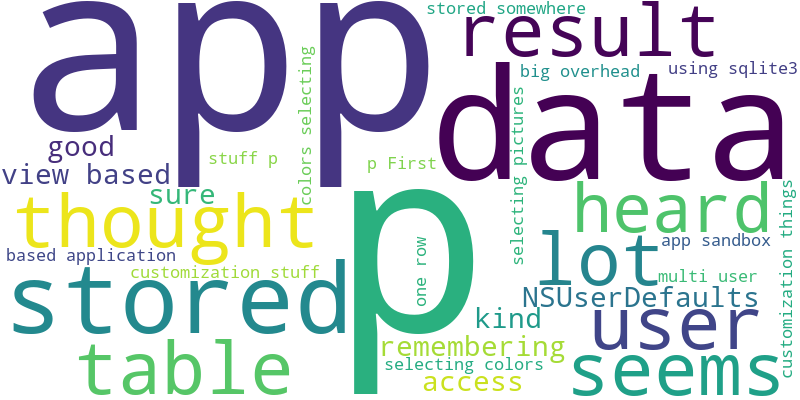 app
stored somewhere
result
big overhead
using sqlite3
data
colors selecting
good
stuff p
p First
view based
selecting pictures
sure
thought
p
heard
customization things
based application
customization stuff
stored
one row
lot
app sandbox
multi user
NSUserDefaults
kind
user
table
remembering
selecting colors
access
seems